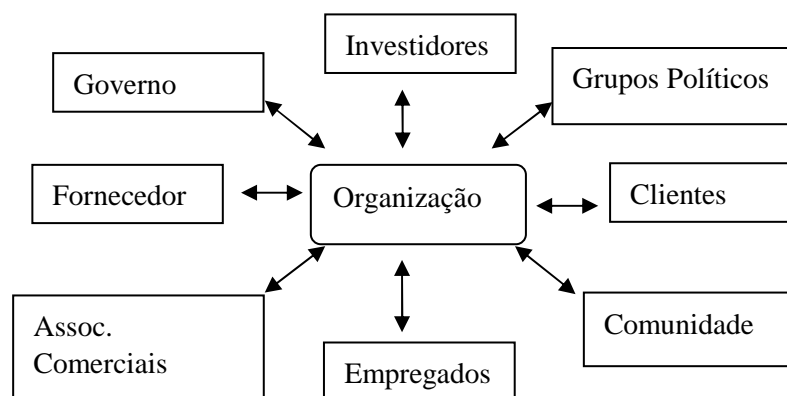 Investidores
Governo
Grupos Políticos
Fornecedor
Organização
Clientes
Assoc.
Comerciais
Empregados
Comunidade